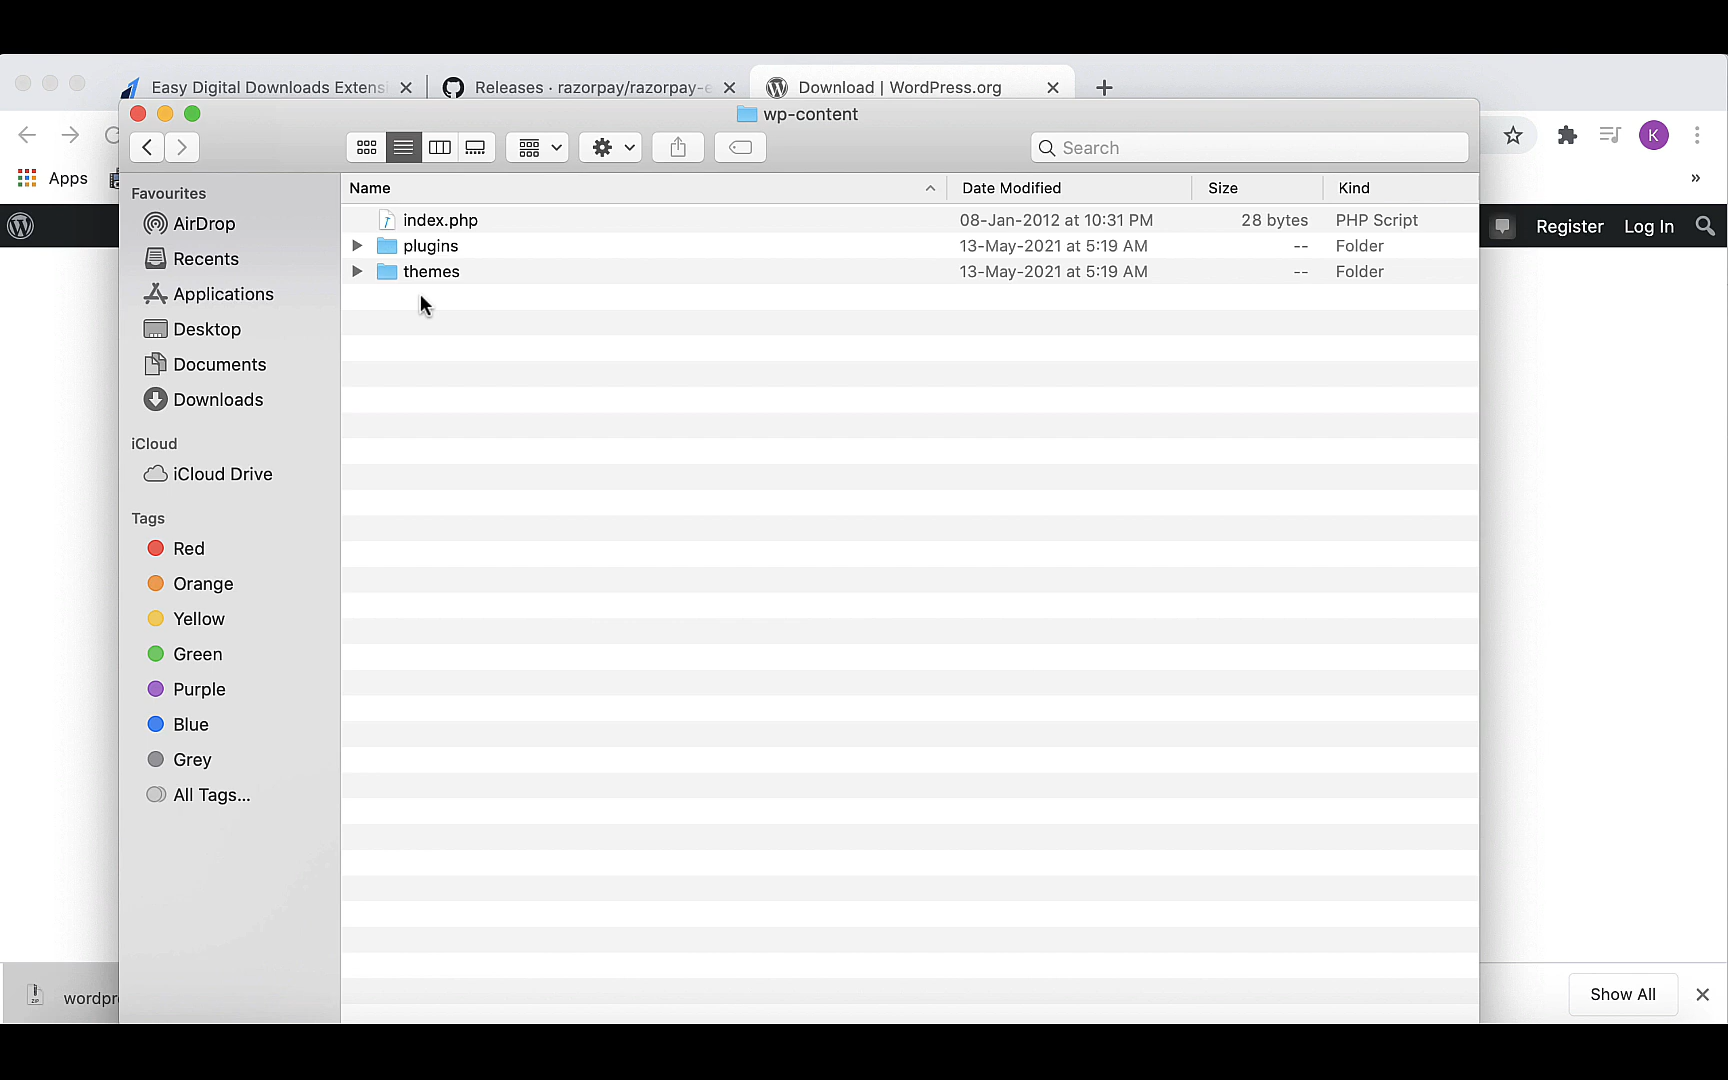 Easy Digital Downloads Extens
Releases · razorpay/razorpay-e
Download | WordPress.org
wp-content
Search
K
Apps
»
Register
Log In
Favourites
AirDrop
Recents
Applications
Desktop
Documents
Downloads
iCloud
iCloud Drive
Tags
Red
Orange
Yellow
Green
Purple
Blue
Grey
All Tags...
Name Date Modified Size Kind
index.php 08-Jan-2012 at 10:31 PM 28 bytes PHP Script
plugins 13-May-2021 at 5:19 AM -- Folder
themes 13-May-2021 at 5:19 AM -- Folder
ZIP
wordpr
Show All